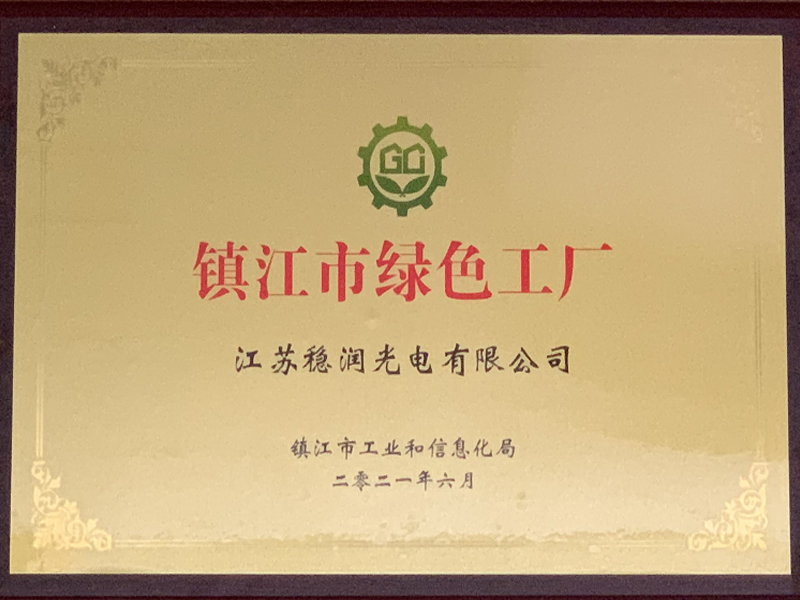 GC
镇江市绿色工厂
江苏稳润光电有限公司
镇江市工业和信息化局
二零二一年六月